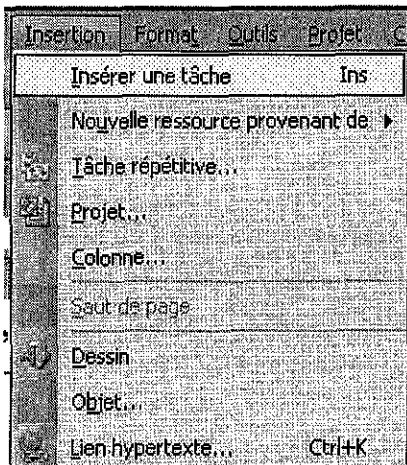 Insertion Format Outils Projet
Insérer une tâche Ins
Nouvelle ressource provenant de
Tâche répétitive...
Projet...
Colonne...
Saut de page
Dessin
Objet...
Lien hypertexte... Ctrl+K